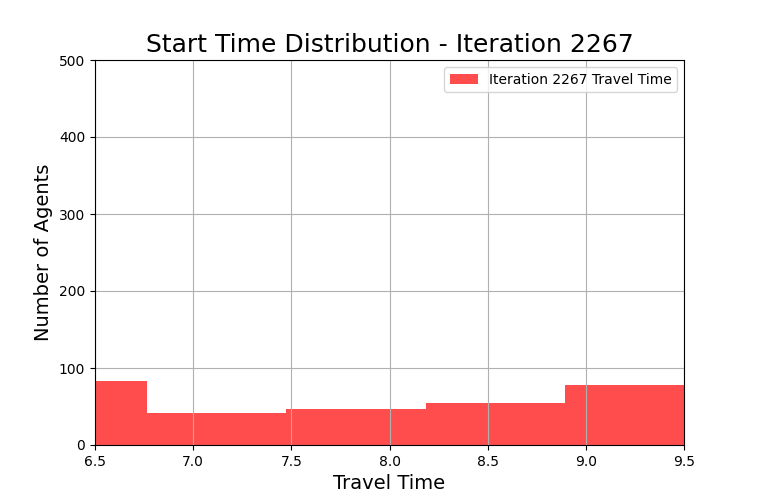 Start Time Distribution - Iteration 2267
Iteration 2267 Travel Time
Number of Agents
500
400
300
200
100
0
6.5 7.0 7.5 8.0 8.5 9.0 9.5
Travel Time